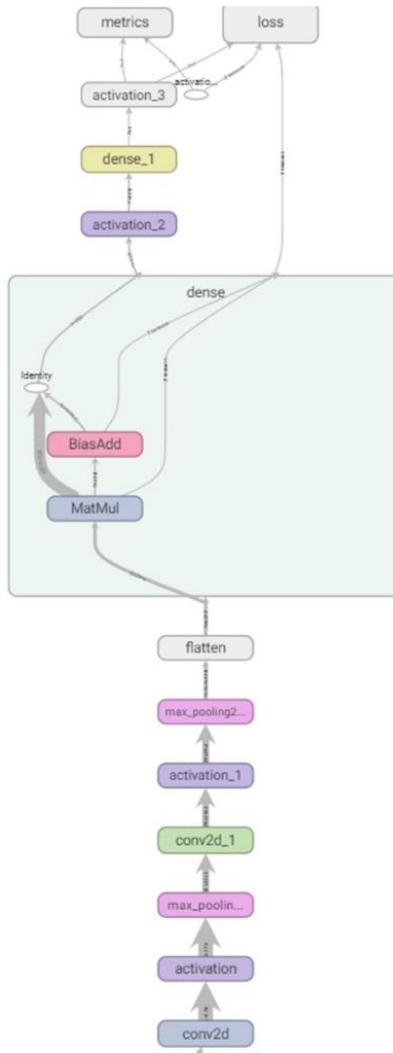 metrics
loss
activation_3
activatio...
dense_1
activation_2
dense
Identity
BiasAdd
MatMul
flatten
max_pooling2...
activation_1
conv2d_1
max_poolin...
activation
conv2d